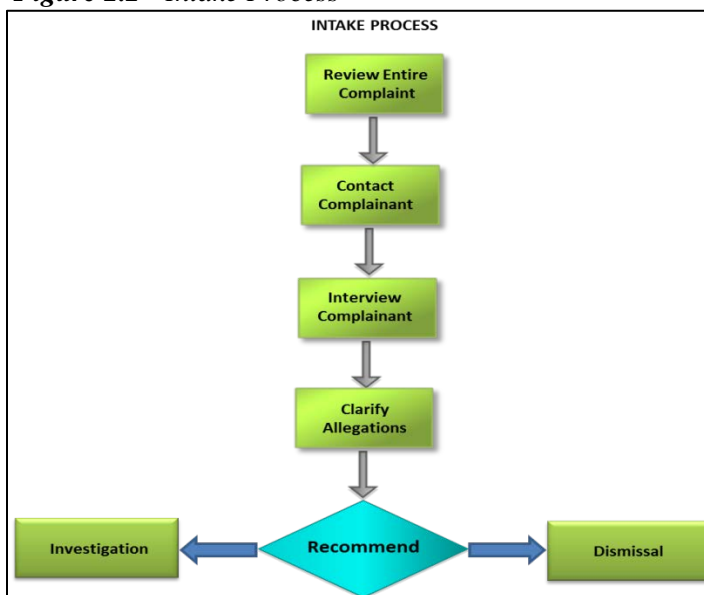 INTAKE PROCESS
Review Entire
Complaint
Contact
Complainant
Interview
Complainant
Clarify
Allegations
Investigation
Recommend
Dismissal